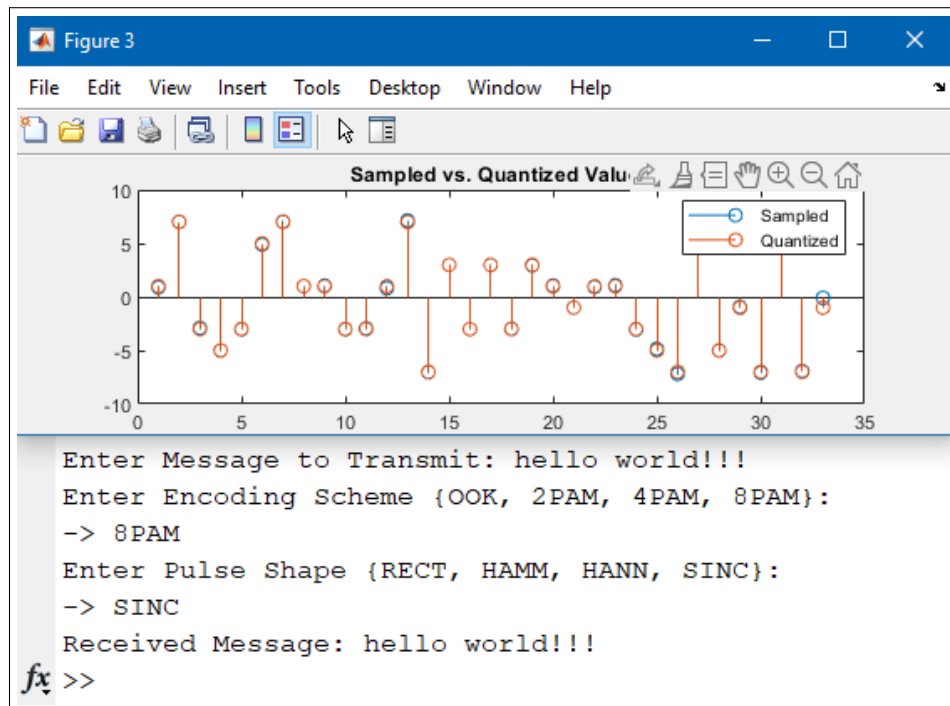 Figure 3
File Edit View Insert Tools Desktop Window Help
Sampled vs. Quantized Valu
Sampled
Quantized
10
5
0
-5
-10
0 5 10 15 20 25 30 35
Enter Message to Transmit: hello world!!!
Enter Encoding Scheme {OOK, 2PAM, 4PAM, 8PAM}:
-> 8PAM
Enter Pulse Shape {RECT, HAMM, HANN, SINC}:
-> SINC
Received Message: hello world!!!
fx >>